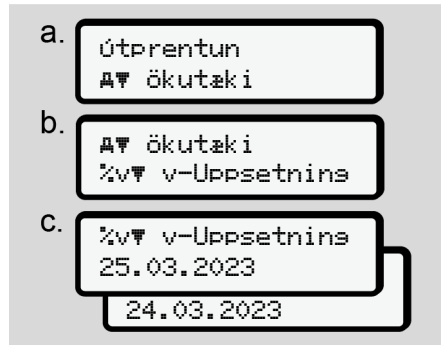 a.
útprentun
ökutæki
b.
ökutæki
%v▼ v-Uppsetning
c.
%v▼ v-Uppsetning
25.03.2023
24.03.2023